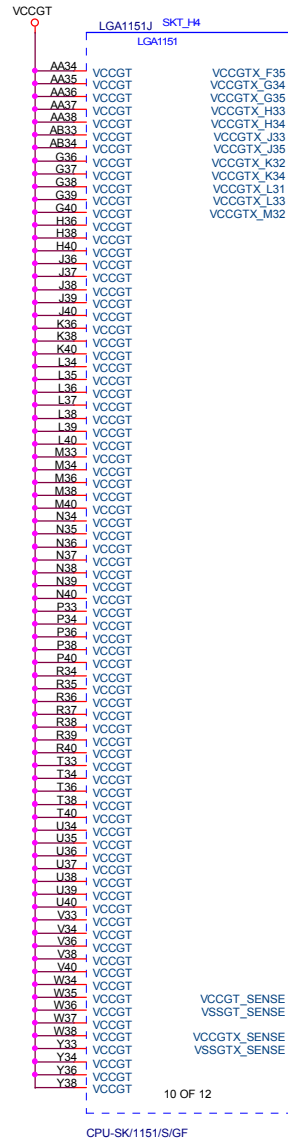 VCCGT
LGA1151J SKT_H4
LGA1151
AA34 VCCGT VCCGTX_F35
AA35 VCCGT VCCGTX_G34
AA36 VCCGT VCCGTX_G35
AA37 VCCGT VCCGTX_H33
AA38 VCCGT VCCGTX_H34
AB33 VCCGT VCCGTX_J33
AB34 VCCGT VCCGTX_J35
G36 VCCGT VCCGTX_K32
G37 VCCGT VCCGTX_K34
G38 VCCGT VCCGTX_L31
G39 VCCGT VCCGTX_L33
G40 VCCGT VCCGTX_M32
H36 VCCGT
H38 VCCGT
H40 VCCGT
J36 VCCGT
J37 VCCGT
J38 VCCGT
J39 VCCGT
J40 VCCGT
K36 VCCGT
K38 VCCGT
K40 VCCGT
L34 VCCGT
L35 VCCGT
L36 VCCGT
L37 VCCGT
L38 VCCGT
L39 VCCGT
L40 VCCGT
M33 VCCGT
M34 VCCGT
M36 VCCGT
M38 VCCGT
M40 VCCGT
N34 VCCGT
N35 VCCGT
N36 VCCGT
N37 VCCGT
N38 VCCGT
N39 VCCGT
N40 VCCGT
P33 VCCGT
P34 VCCGT
P36 VCCGT
P38 VCCGT
P40 VCCGT
R34 VCCGT
R35 VCCGT
R36 VCCGT
R37 VCCGT
R38 VCCGT
R39 VCCGT
R40 VCCGT
T33 VCCGT
T34 VCCGT
T36 VCCGT
T38 VCCGT
T40 VCCGT
U34 VCCGT
U35 VCCGT
U36 VCCGT
U37 VCCGT
U38 VCCGT
U39 VCCGT
U40 VCCGT
V33 VCCGT
V34 VCCGT
V36 VCCGT
V38 VCCGT
V40 VCCGT
W34 VCCGT
W35 VCCGT VCCGT_SENSE
W36 VCCGT VSSGT_SENSE
W37 VCCGT
W38 VCCGT VCCGTX_SENSE
Y33 VCCGT VSSGTX_SENSE
Y34 VCCGT
Y36 VCCGT
Y38 VCCGT
10 OF 12
CPU-SK/1151/S/GF